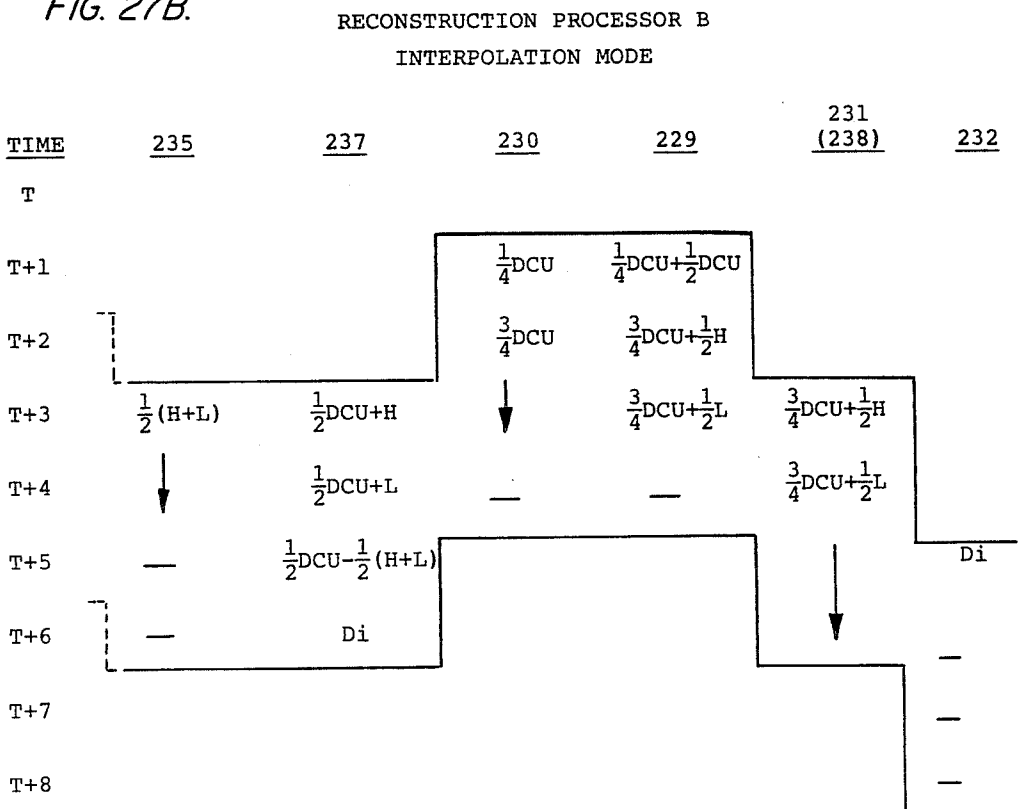 FIG. 27B.
RECONSTRUCTION PROCESSOR B
INTERPOLATION MODE
TIME 235 237 230 229 231 (238) 232
T
T+1 1/4DCU 1/4DCU+1/2DCU
T+2 3/4DCU 3/4DCU+1/2H
T+3 1/2(H+L) 1/2DCU+H 3/4DCU+1/2L 3/4DCU+1/2H
T+4 1/2DCU+L — — 3/4DCU+1/2L
T+5 — 1/2DCU-1/2(H+L) Di
T+6 — Di —
T+7 —
T+8 —